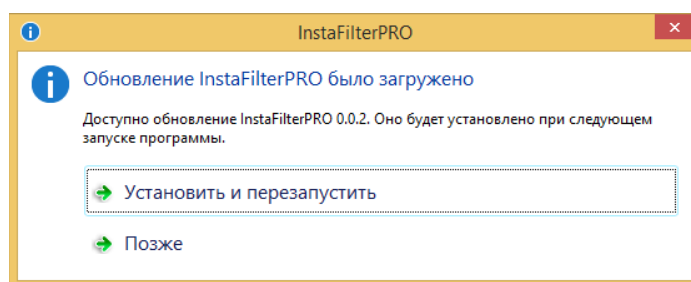 InstaFilterPRO
Обновление InstaFilterPRO было загружено
Доступно обновление InstaFilterPRO 0.0.2. Оно будет установлено при следующем
запуске программы.
Установить и перезапустить
Позже